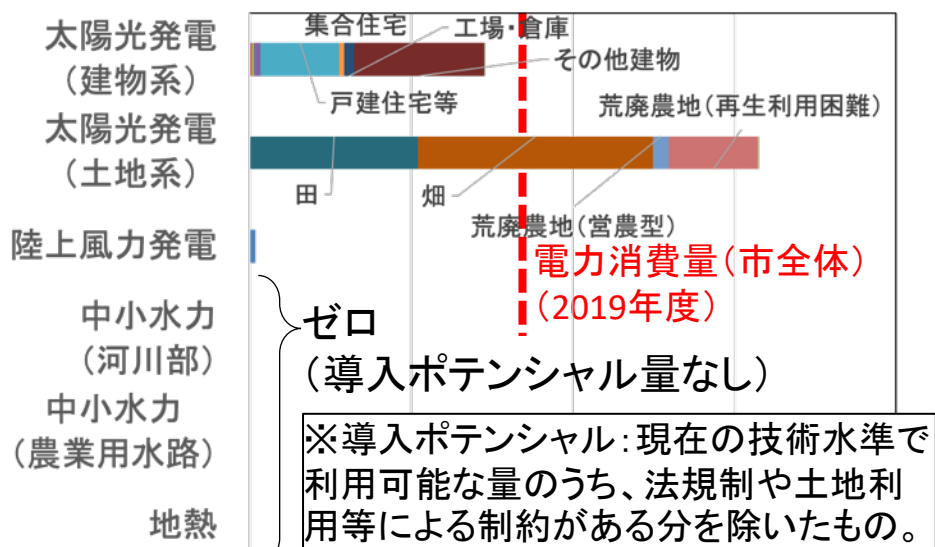 太陽光発電
(建物系)
集合住宅
工場・倉庫
その他建物
戸建住宅等
太陽光発電
(土地系)
荒廃農地(再生利用困難)
田
畑
荒廃農地(営農型)
陸上風力発電
電力消費量(市全体)
(2019年度)
中小水力
(河川部)
ゼロ
(導入ポテンシャル量なし)
中小水力
(農業用水路)
地熱
※導入ポテンシャル:現在の技術水準で
利用可能な量のうち、法規制や土地利
用等による制約がある分を除いたもの。